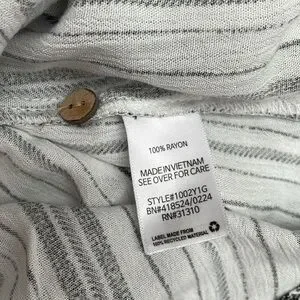 100% RAYON
MADE IN VIETNAM
SEE OVER FOR CARE
STYLE#1002Y1G
BN#418524/0224
RN#31310
LABEL MADE FROM
100% RECYCLED MATERIAL